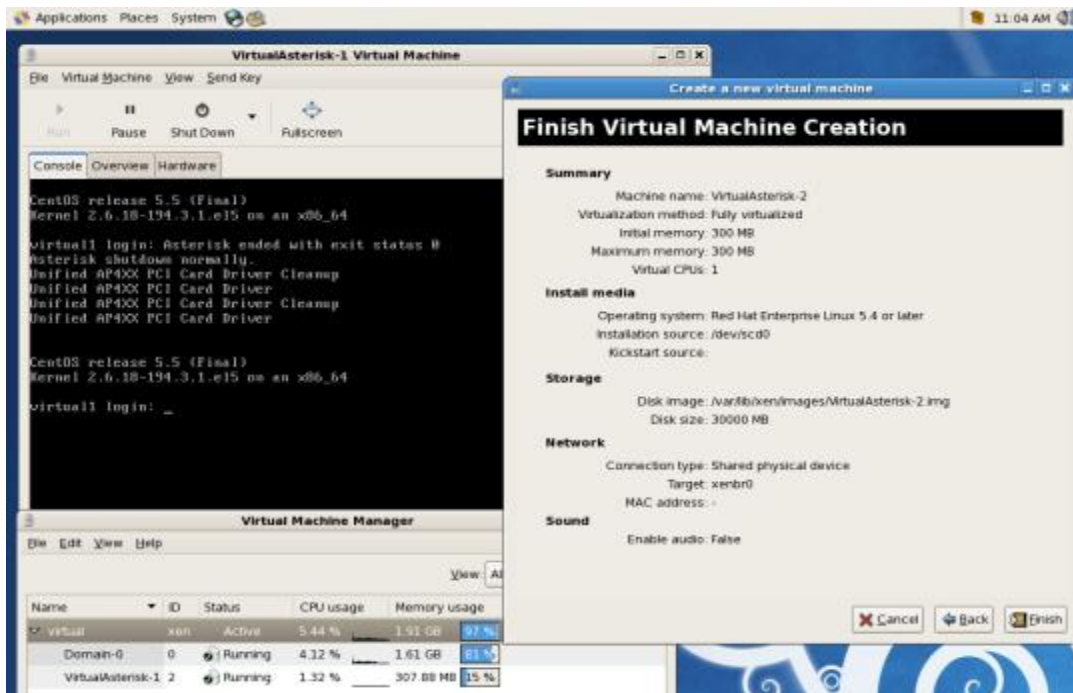 Applications Places System 11:04 AM
VirtualAsterisk-1 Virtual Machine
File Virtual Machine View Send Key
Run Pause Shut Down Fullscreen
Console Overview Hardware
CentOS release 5.5 (Final)
Kernel 2.6.18-194.3.1.el5 on an x86_64
virtual1 login: Asterisk ended with exit status 0
Asterisk shutdown normally.
Unified AP4XX PCI Card Driver Cleanup
Unified AP4XX PCI Card Driver
Unified AP4XX PCI Card Driver Cleanup
Unified AP4XX PCI Card Driver
CentOS release 5.5 (Final)
Kernel 2.6.18-194.3.1.el5 on an x86_64
virtual1 login: _
Create a new virtual machine
Finish Virtual Machine Creation
Summary
Machine name: VirtualAsterisk-2
Virtualization method: Fully virtualized
Initial memory: 300 MB
Maximum memory: 300 MB
Virtual CPUs: 1
Install media
Operating system: Red Hat Enterprise Linux 5.4 or later
Installation source: /dev/scd0
Kickstart source:
Storage
Disk image: /var/lib/xen/images/VirtualAsterisk-2.img
Disk size: 30000 MB
Network
Connection type: Shared physical device
Target: xenbr0
MAC address: -
Sound
Enable audio: False
Cancel Back Finish
Virtual Machine Manager
File Edit View Help
View: Al
Name ID Status CPU usage Memory usage
virtual xen Active 5.44 % 1.91 GB 97 %
Domain-0 0 Running 4.12 % 1.61 GB 81 %
VirtualAsterisk-1 2 Running 1.32 % 307.88 MB 15 %